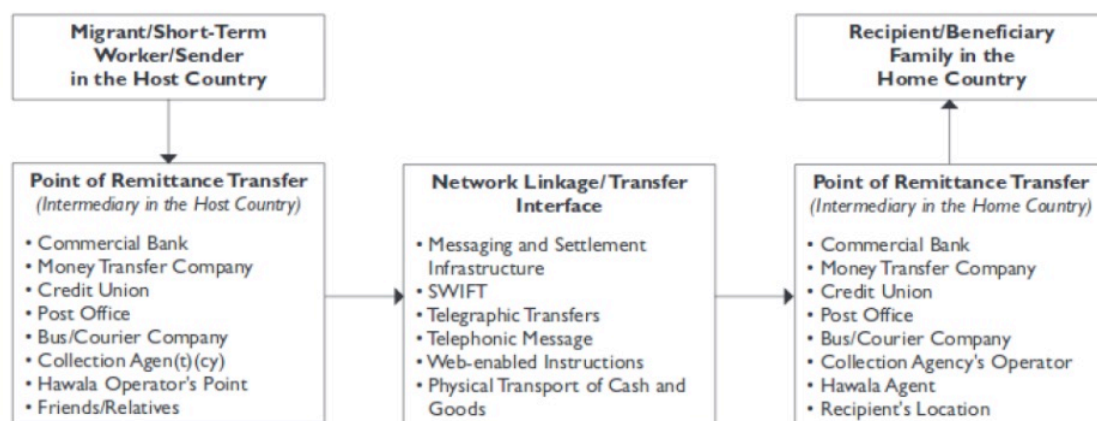 Migrant/Short-Term
Worker/Sender
in the Host Country
Recipient/Beneficiary
Family in the
Home Country
Point of Remittance Transfer
(Intermediary in the Host Country)
• Commercial Bank
• Money Transfer Company
• Credit Union
• Post Office
• Bus/Courier Company
• Collection Agen(t)(cy)
• Hawala Operator's Point
• Friends/Relatives
Network Linkage/Transfer
Interface
• Messaging and Settlement
Infrastructure
• SWIFT
• Telegraphic Transfers
• Telephonic Message
• Web-enabled Instructions
• Physical Transport of Cash and
Goods
Point of Remittance Transfer
(Intermediary in the Home Country)
• Commercial Bank
• Money Transfer Company
• Credit Union
• Post Office
• Bus/Courier Company
• Collection Agency's Operator
• Hawala Agent
• Recipient's Location